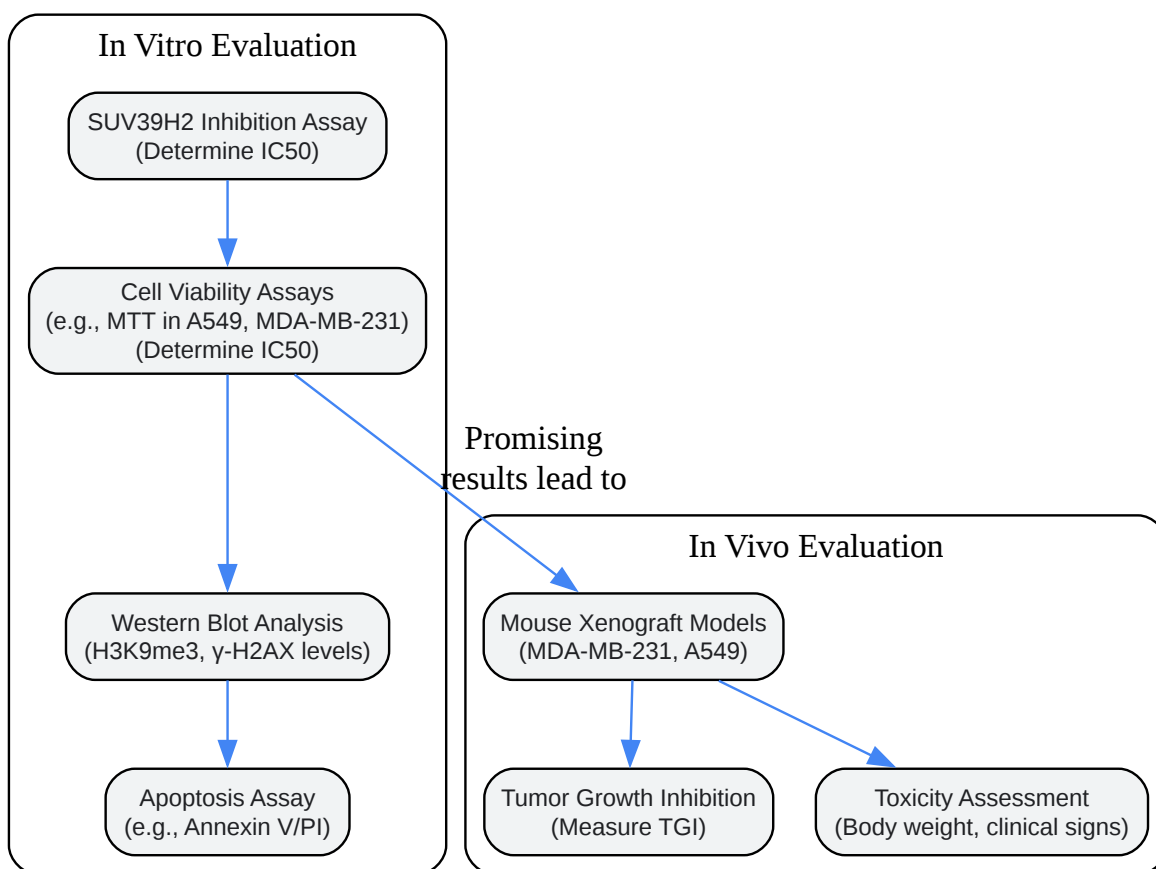 In Vitro Evaluation
SUV39H2 Inhibition Assay
(Determine IC50)
Cell Viability Assays
(e.g., MTT in A549, MDA-MB-231)
(Determine IC50)
Promising
results lead to
Western Blot Analysis
(H3K9me3, γ-H2AX levels)
Apoptosis Assay
(e.g., Annexin V/PI)
In Vivo Evaluation
Mouse Xenograft Models
(MDA-MB-231, A549)
Tumor Growth Inhibition
(Measure TGI)
Toxicity Assessment
(Body weight, clinical signs)